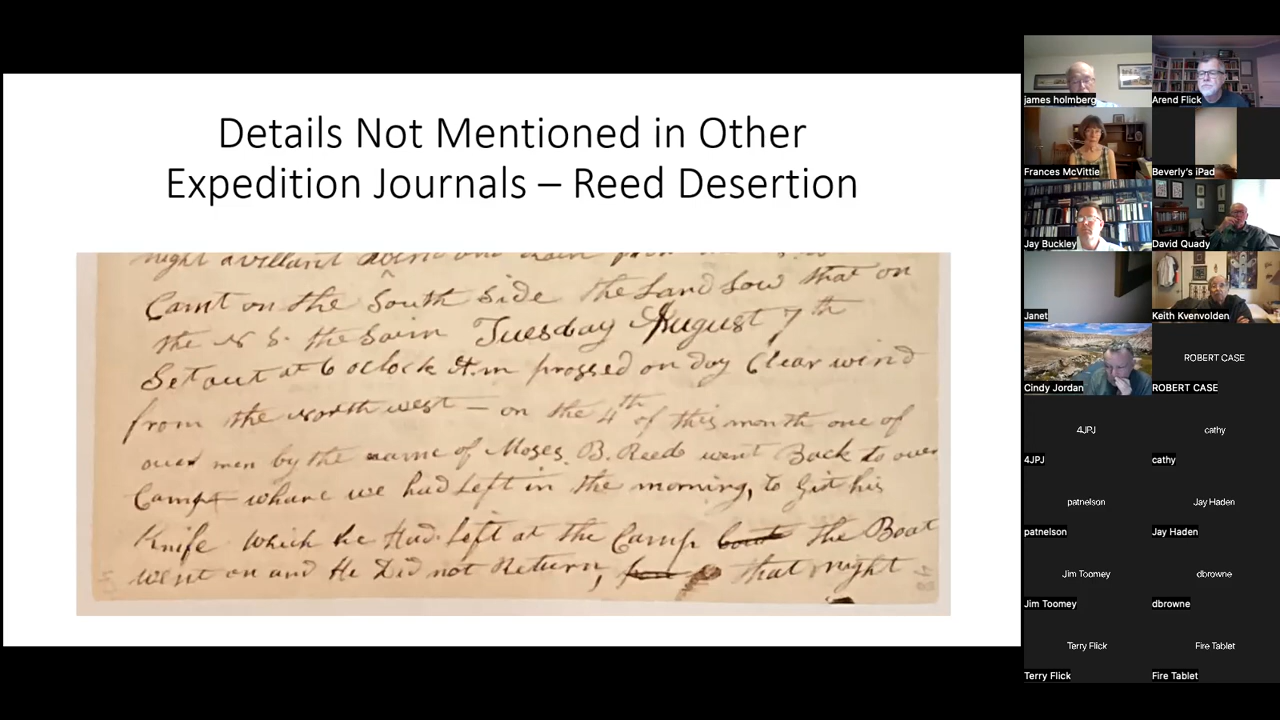 Details Not Mentioned in Other
Expedition Journals – Reed Desertion
night
Camt on the South Side the Land Low that on
the N S. the Saim Tuesday August 7th
Set out at 6 oclock A.m prossed on day Clear wind
from the North west — on the 4th of this month one of
ouer men by the name of Moses B. Reed went Back to ouer
Camp whare we had Left in the morning, to Git his
Knife Which he Had Left at the Camp bout the Boat
went on and He Did not Return, that night
james holmberg
Arend Flick
Frances McVittie
Beverly's iPad
Jay Buckley
David Quady
Janet
Keith Kvenvolden
Cindy Jordan
ROBERT CASE
ROBERT CASE
4JPJ
cathy
4JPJ
cathy
patnelson
Jay Haden
patnelson
Jay Haden
Jim Toomey
dbrowne
Jim Toomey
dbrowne
Terry Flick
Fire Tablet
Terry Flick
Fire Tablet